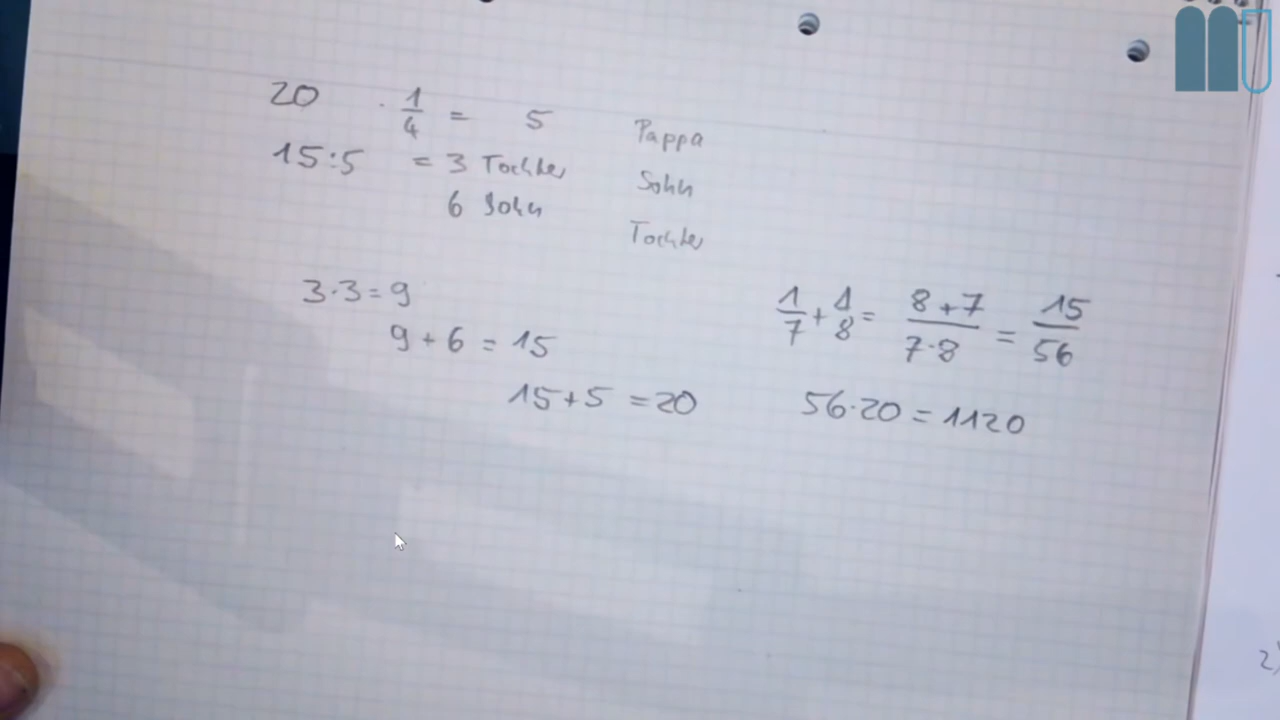 20 · 1/4 = 5
15:5 = 3 Tochter
6 Sohn
Pappa
Sohn
Tochter
3·3=9
9+6=15
15+5=20
1/7+1/8= 8+7/7·8 = 15/56
56·20=1120
2)